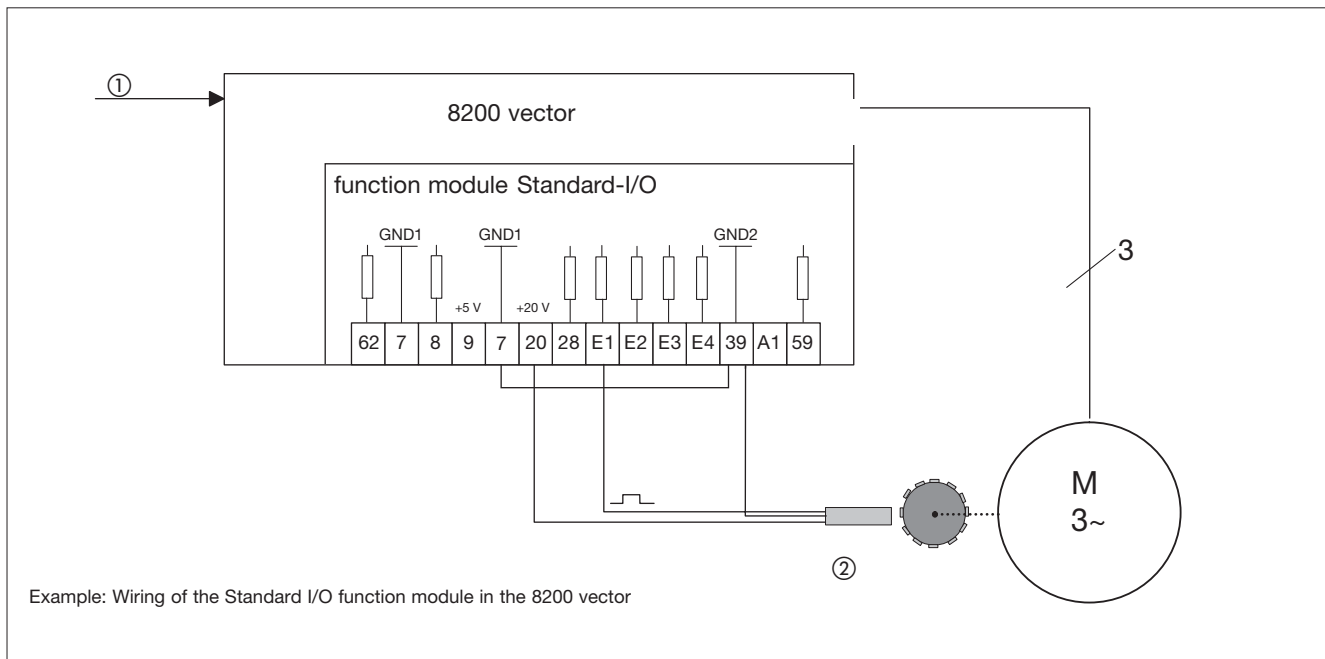 ①
8200 vector
function module Standard-I/O
GND1 GND1 GND2
+5 V +20 V
62 7 8 9 7 20 28 E1 E2 E3 E4 39 A1 59
3
M
3~
②
Example: Wiring of the Standard I/O function module in the 8200 vector